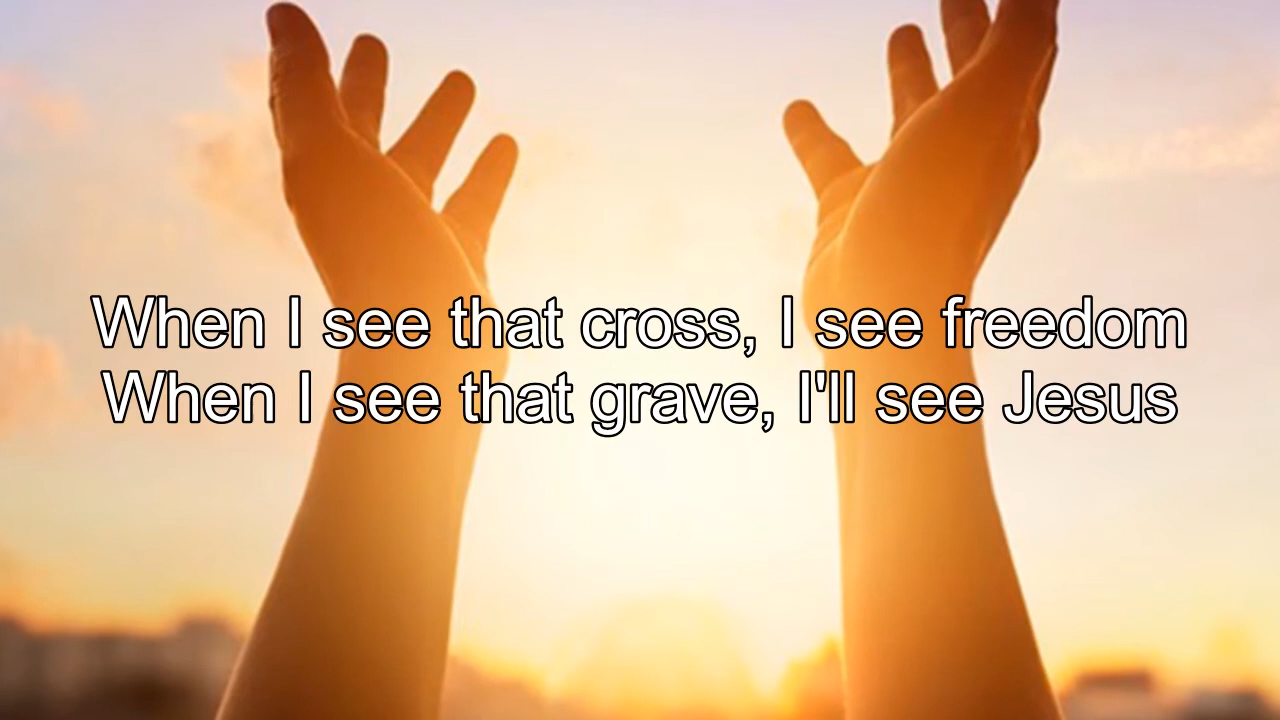 When I see that cross, I see freedom
When I see that grave, I'll see Jesus